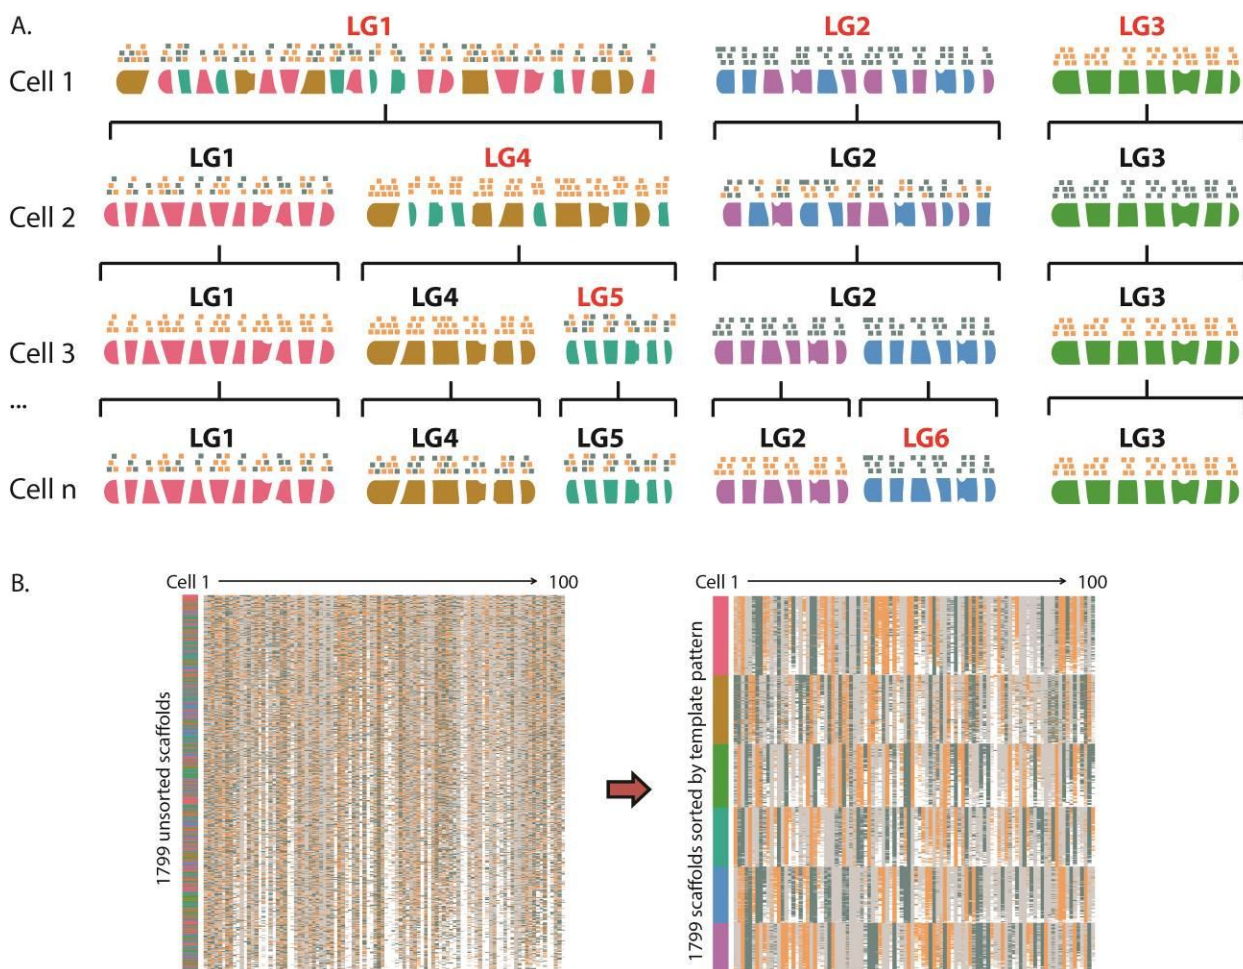 A.
LG1 LG2 LG3
Cell 1
LG1 LG4 LG2 LG3
Cell 2
LG1 LG4 LG5 LG2 LG3
Cell 3
...
LG1 LG4 LG5 LG2 LG6 LG3
Cell n
B.
Cell 1 100
1799 unsorted scaffolds
Cell 1 100
1799 scaffolds sorted by template pattern